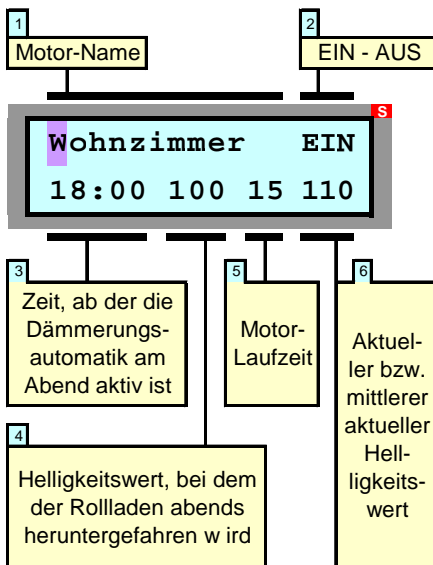 1
Motor-Name
2
EIN - AUS
S
Wohnzimmer EIN
18:00 100 15 110
3
Zeit, ab der die
Dämmerungs-
automatik am
Abend aktiv ist
5
Motor-
Laufzeit
6
Aktuel-
ler bzw.
mittlerer
aktueller
Hell-
ligkeits-
wert
4
Helligkeitswert, bei dem
der Rollladen abends
heruntergefahren w ird